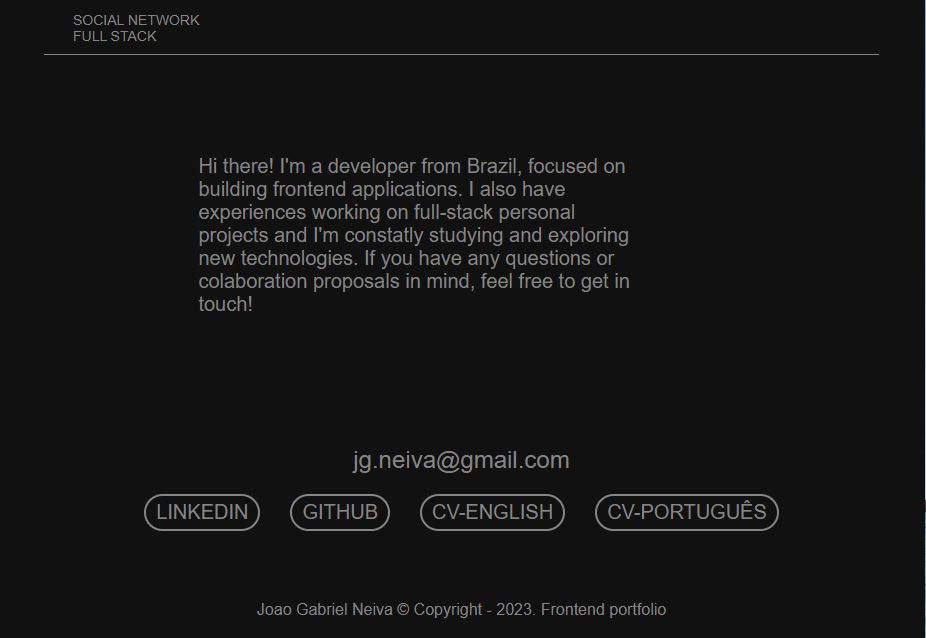 SOCIAL NETWORK
FULL STACK
Hi there! I'm a developer from Brazil, focused on
building frontend applications. I also have
experiences working on full-stack personal
projects and I'm constatly studying and exploring
new technologies. If you have any questions or
colaboration proposals in mind, feel free to get in
touch!
jg.neiva@gmail.com
LINKEDIN GITHUB CV-ENGLISH CV-PORTUGUÊS
Joao Gabriel Neiva © Copyright - 2023. Frontend portfolio